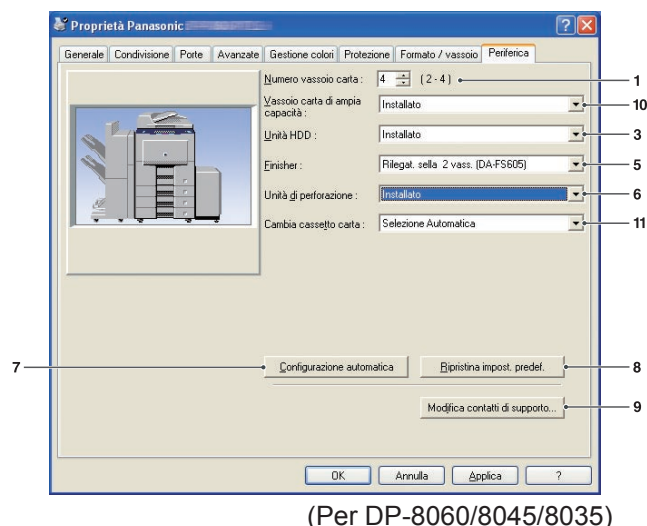 Proprietà Panasonic
Generale Condivisione Porte Avanzate Gestione colori Protezione Formato / vassoio Periferica
Numero vassoio carta : 4 ( 2 - 4 ) 1
Vassoio carta di ampia capacità : Installato 10
Unità HDD : Installato 3
Finisher : Rilegat. sella 2 vass. (DA-FS605) 5
Unità di perforazione : Installato 6
Cambia cassetto carta : Selezione Automatica 11
7 Configurazione automatica Ripristina impost. predef. 8
Modifica contatti di supporto... 9
OK Annulla Applica ?
(Per DP-8060/8045/8035)